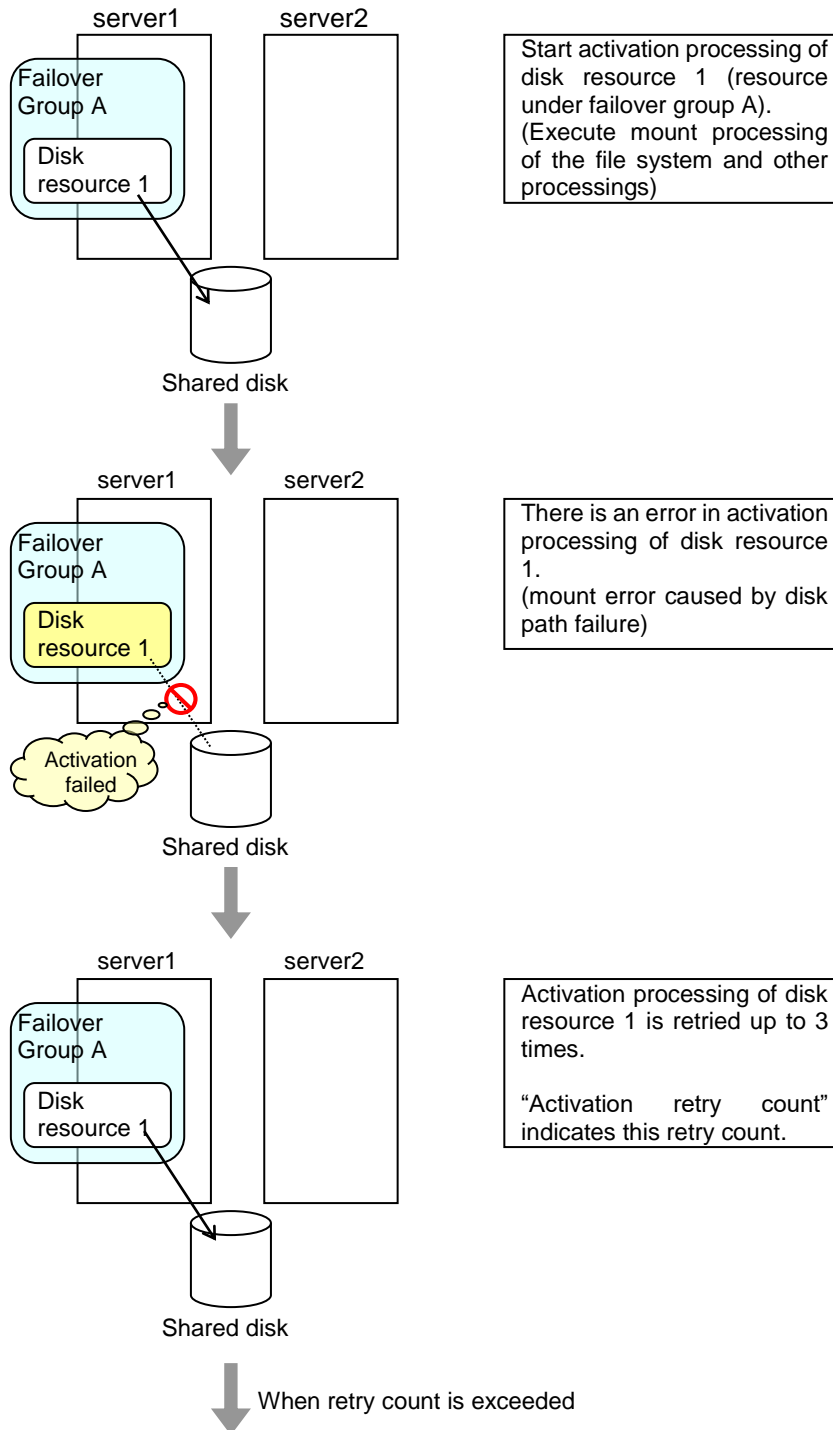 server1
server2
Failover
Group A
Disk
resource 1
Shared disk
Start activation processing of
disk resource 1 (resource
under failover group A).
(Execute mount processing
of the file system and other
processings)
server1
server2
Failover
Group A
Disk
resource 1
Activation
failed
Shared disk
There is an error in activation
processing of disk resource
1.
(mount error caused by disk
path failure)
server1
server2
Failover
Group A
Disk
resource 1
Shared disk
Activation processing of disk
resource 1 is retried up to 3
times.
“Activation retry count”
indicates this retry count.
When retry count is exceeded